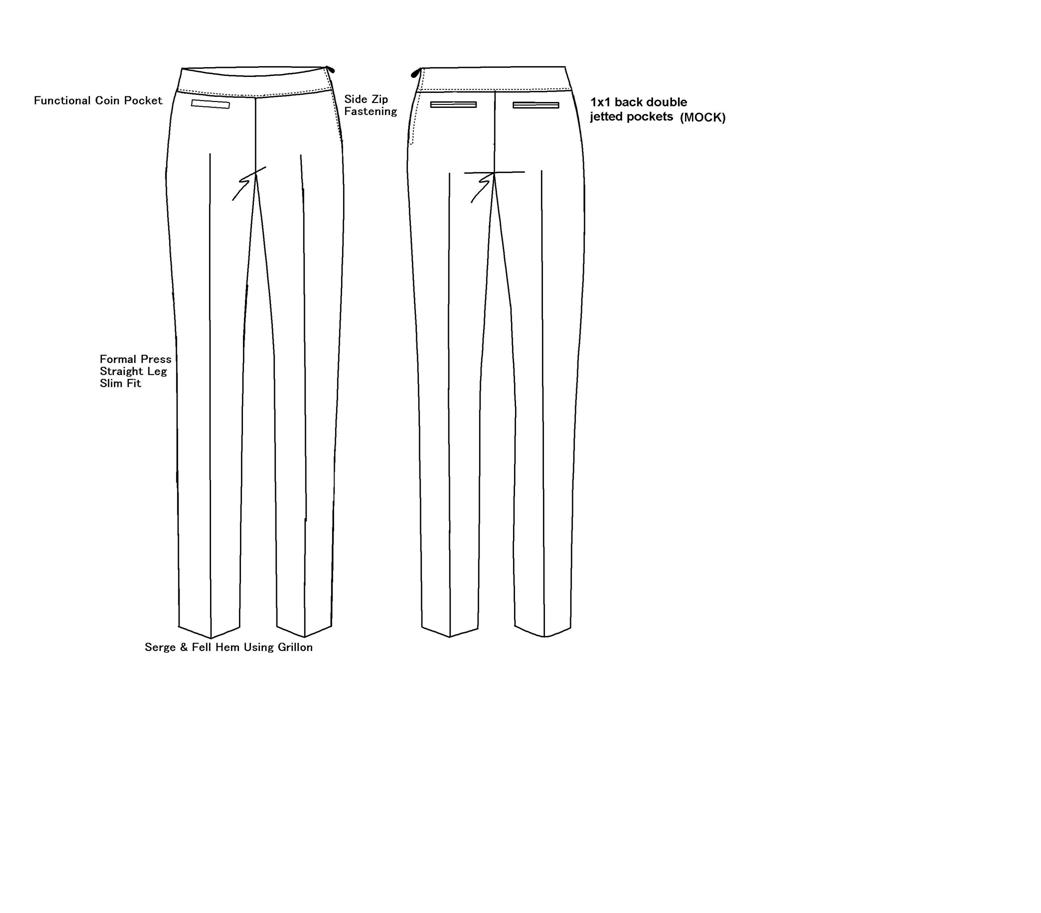 Functional Coin Pocket
Side Zip
Fastening
1x1 back double
jetted pockets (MOCK)
Formal Press
Straight Leg
Slim Fit
Serge & Fell Hem Using Grillon